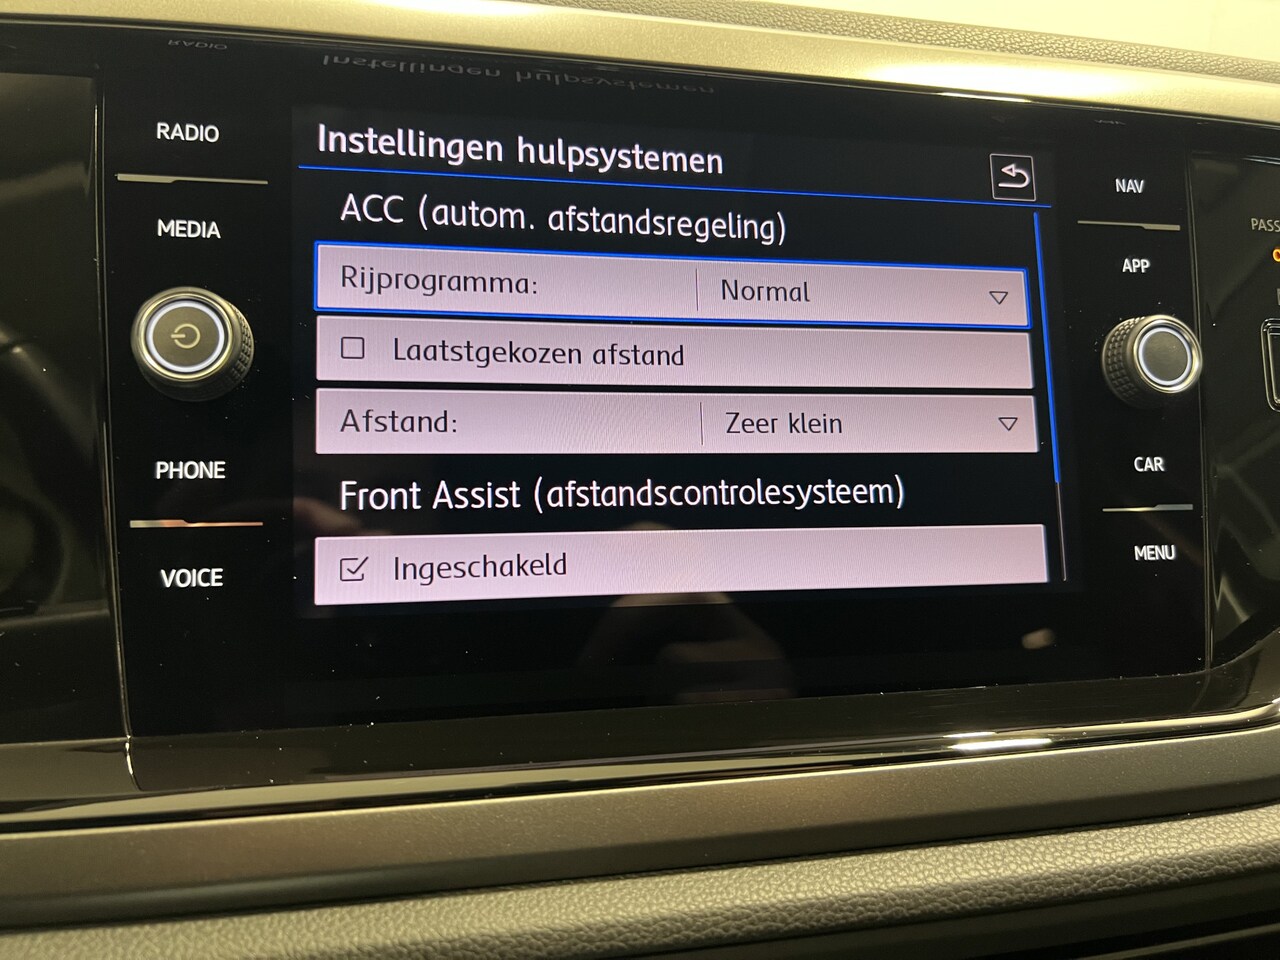 RADIO
MEDIA
PHONE
VOICE
Instellingen hulpsystemen
ACC (autom. afstandsregeling)
Rijprogramma: Normal
Laatstgekozen afstand
Afstand: Zeer klein
Front Assist (afstandscontrolesysteem)
Ingeschakeld
NAV
APP
CAR
MENU